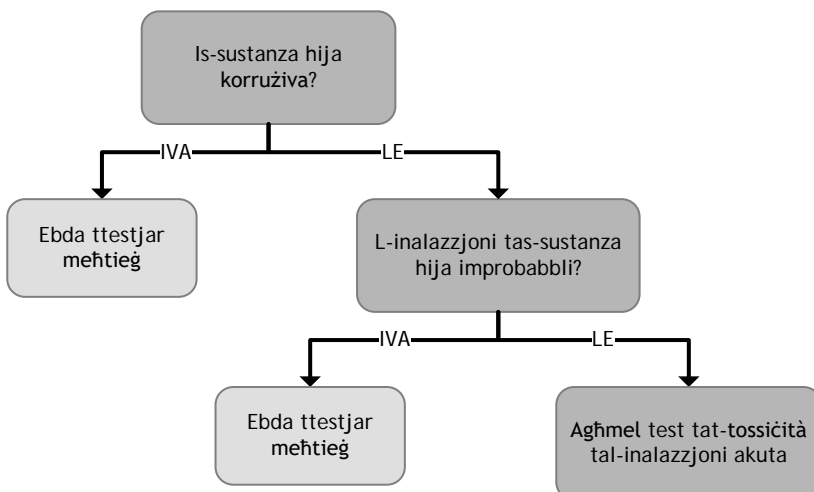 Is-sustanza hija
korrużiva?
IVA
LE
Ebda ttestjar
meħtieġ
L-inalazzjoni tas-sustanza
hija improbabbli?
IVA
LE
Ebda ttestjar
meħtieġ
Agħmel test tat-tossiċità
tal-inalazzjoni akuta